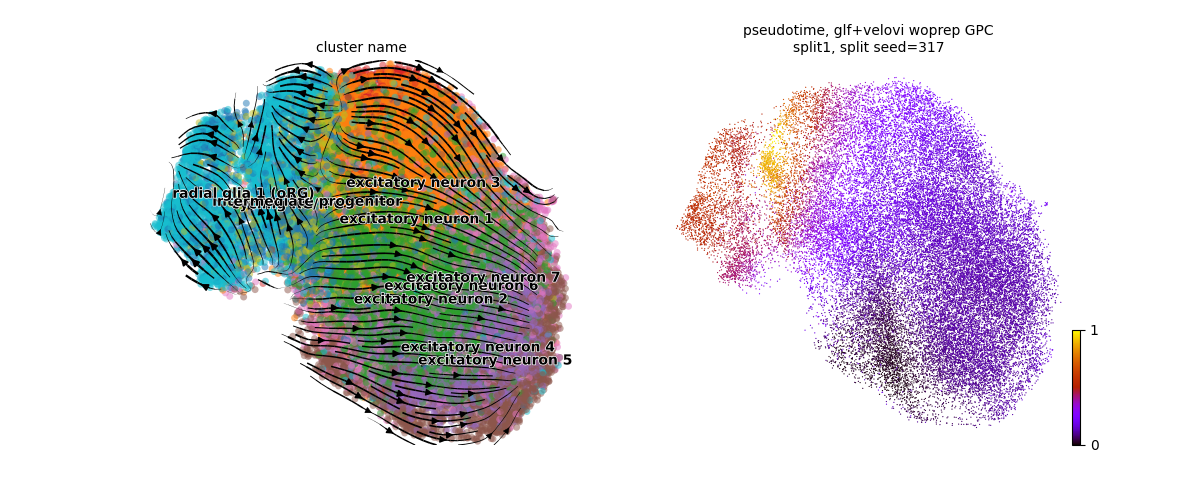 cluster name
pseudotime, glf+velovi woprep GPC
split1, split seed=317
excitatory neuron 3
radial glia 1 (oRG)
intermediate progenitor
excitatory neuron 1
excitatory neuron 7
excitatory neuron 6
excitatory neuron 2
excitatory neuron 4
excitatory neuron 5
1
0